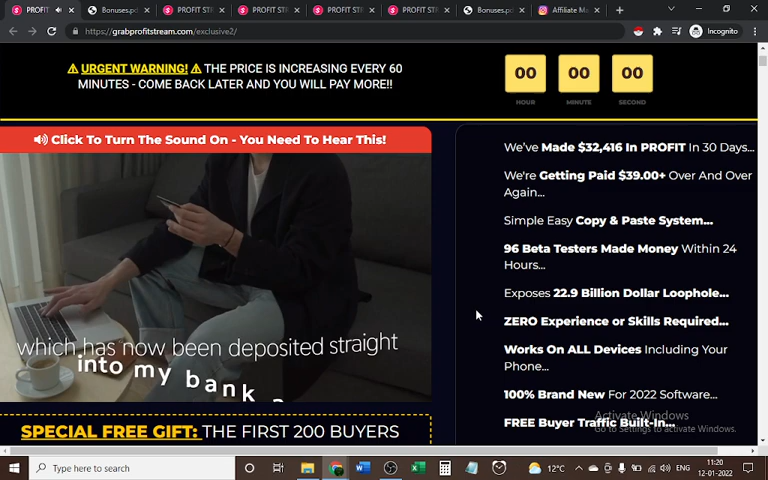 PROFIT
Bonuses.pd
PROFIT ST
PROFIT ST
PROFIT ST
PROFIT ST
Bonuses.pd
Affiliate Ma
https://grabprofitstream.com/exclusive2/
Incognito
⚠ URGENT WARNING! ⚠ THE PRICE IS INCREASING EVERY 60
MINUTES - COME BACK LATER AND YOU WILL PAY MORE!!
00 00 00
HOUR MINUTE SECOND
Click To Turn The Sound On - You Need To Hear This!
which has now been deposited straight
into my bank a
SPECIAL FREE GIFT: THE FIRST 200 BUYERS
We've Made $32,416 In PROFIT In 30 Days...
We're Getting Paid $39.00+ Over And Over
Again...
Simple Easy Copy & Paste System...
96 Beta Testers Made Money Within 24
Hours...
Exposes 22.9 Billion Dollar Loophole...
ZERO Experience or Skills Required...
Works On ALL Devices Including Your
Phone...
100% Brand New For 2022 Software...
FREE Buyer Traffic Built-In...
Activate Windows
Go to Settings to activate Windows.
Type here to search
12°C
ENG
11:20
12-01-2022